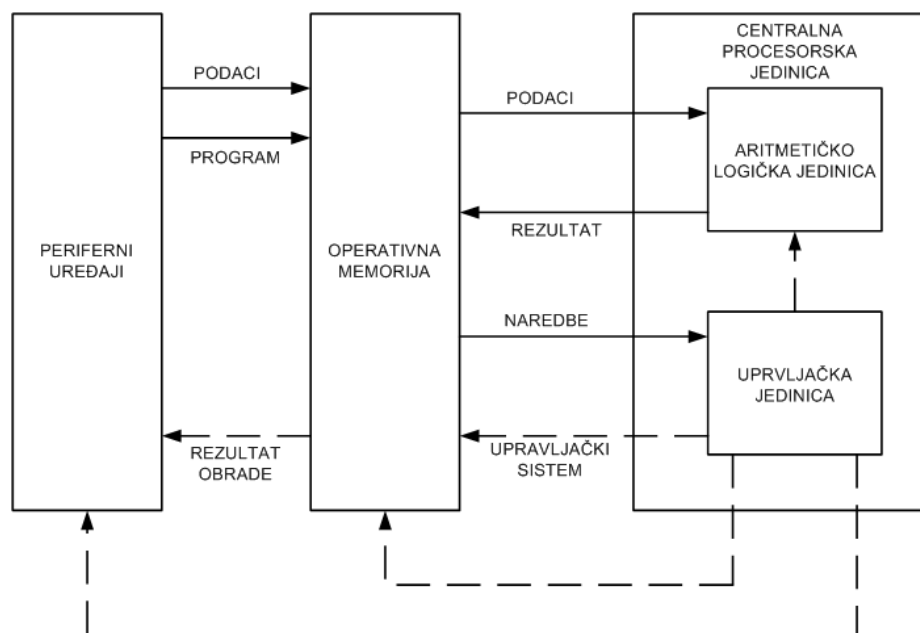 CENTRALNA
PROCESORSKA
JEDINICA
PODACI
PODACI
PROGRAM
ARITMETIČKO
LOGIČKA JEDINICA
REZULTAT
PERIFERNI
UREĐAJI
OPERATIVNA
MEMORIJA
NAREDBE
UPRVLJAČKA
JEDINICA
REZULTAT
OBRADE
UPRAVLJAČKI
SISTEM